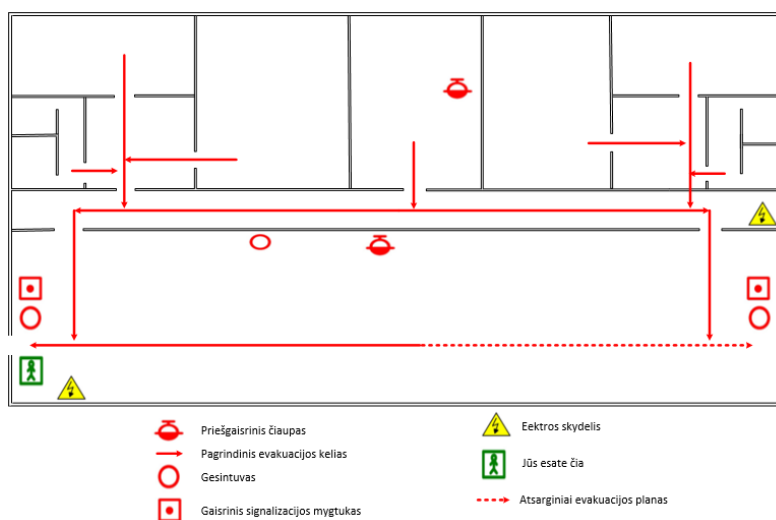 Priešgaisrinis čiaupas
Pagrindinis evakuacijos kelias
Gesintuvas
Gaisrinis signalizacijos mygtukas
Eektros skydelis
Jūs esate čia
Atsarginiai evakuacijos planas